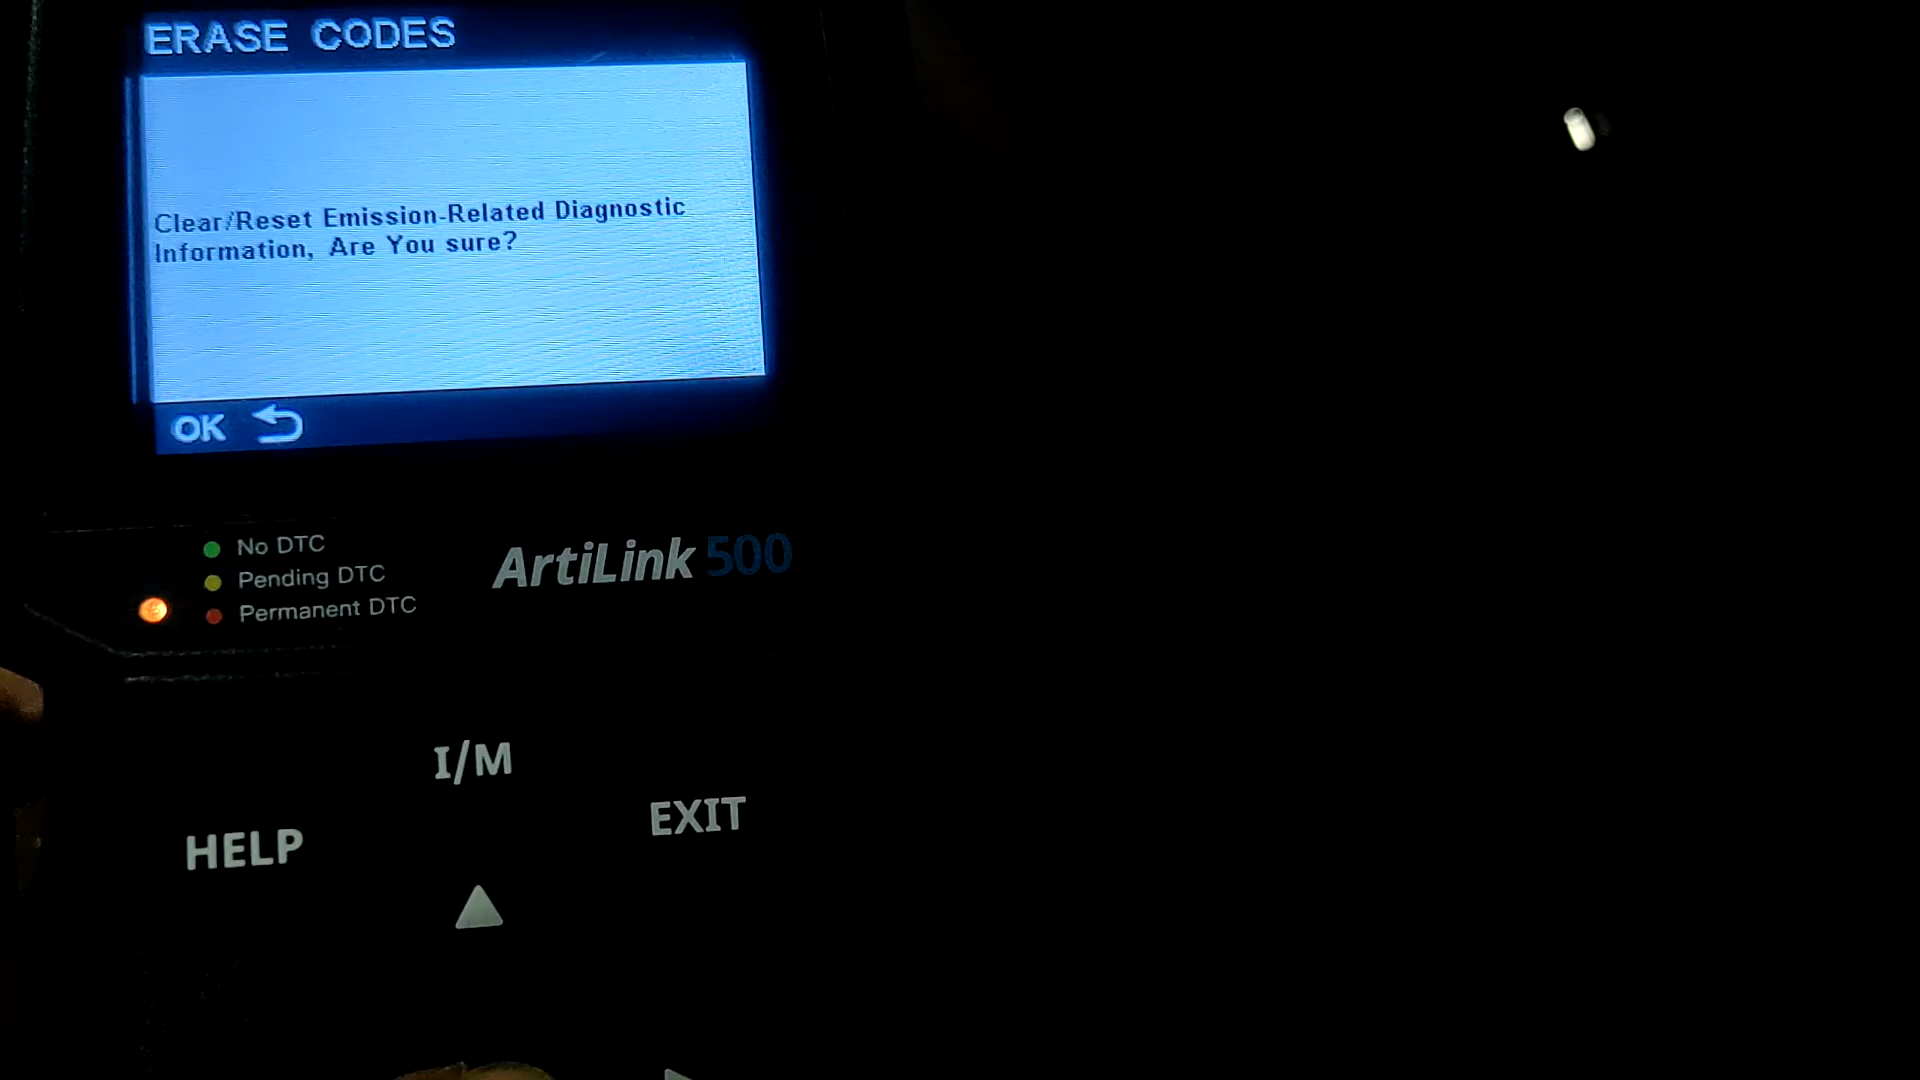 ERASE CODES
Clear/Reset Emission-Related Diagnostic
Information, Are You sure?
OK
No DTC
Pending DTC
Permanent DTC
ArtiLink 500
I/M
HELP
EXIT